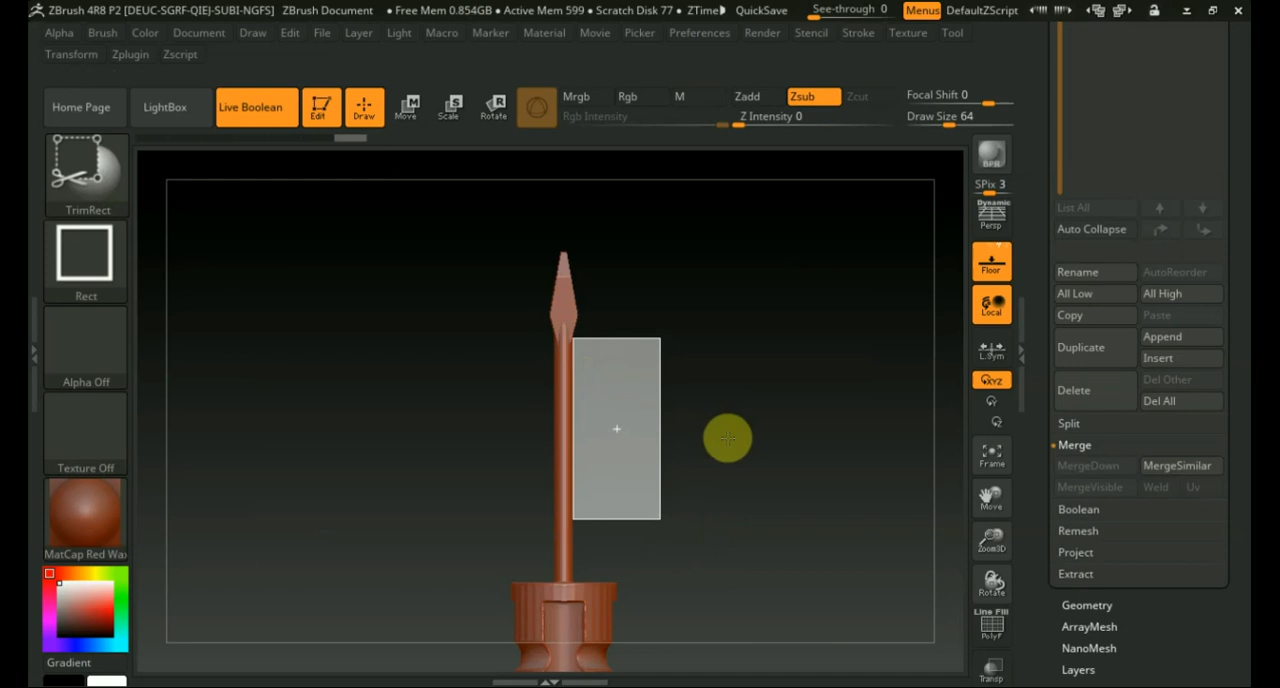 ZBrush 4R8 P2 [DEUC-SGRF-QIEJ-SUBI-NGFS] ZBrush Document ● Free Mem 0.854GB ● Active Mem 599 ● Scratch Disk 77 ● ZTime QuickSave See-through 0 Menus DefaultZScript
Alpha Brush Color Document Draw Edit File Layer Light Macro Marker Material Movie Picker Preferences Render Stencil Stroke Texture Tool
Transform Zplugin Zscript
Home Page LightBox Live Boolean Edit Draw Move Scale Rotate
Mrgb Rgb M Zadd Zsub Zcut Focal Shift 0
Rgb Intensity Z Intensity 0 Draw Size 64
TrimRect
Rect
Alpha Off
Texture Off
MatCap Red Wax
Gradient
BPR
SPix 3
Dynamic
Persp
Floor
Local
L.Sym
XYZ
Y
Z
Frame
Move
Zoom3D
Rotate
Line Fill
PolyF
Transp
List All
Auto Collapse
Rename AutoReorder
All Low All High
Copy Paste
Duplicate Append
Insert
Delete Del Other
Del All
Split
Merge
MergeDown MergeSimilar
MergeVisible Weld Uv
Boolean
Remesh
Project
Extract
Geometry
ArrayMesh
NanoMesh
Layers